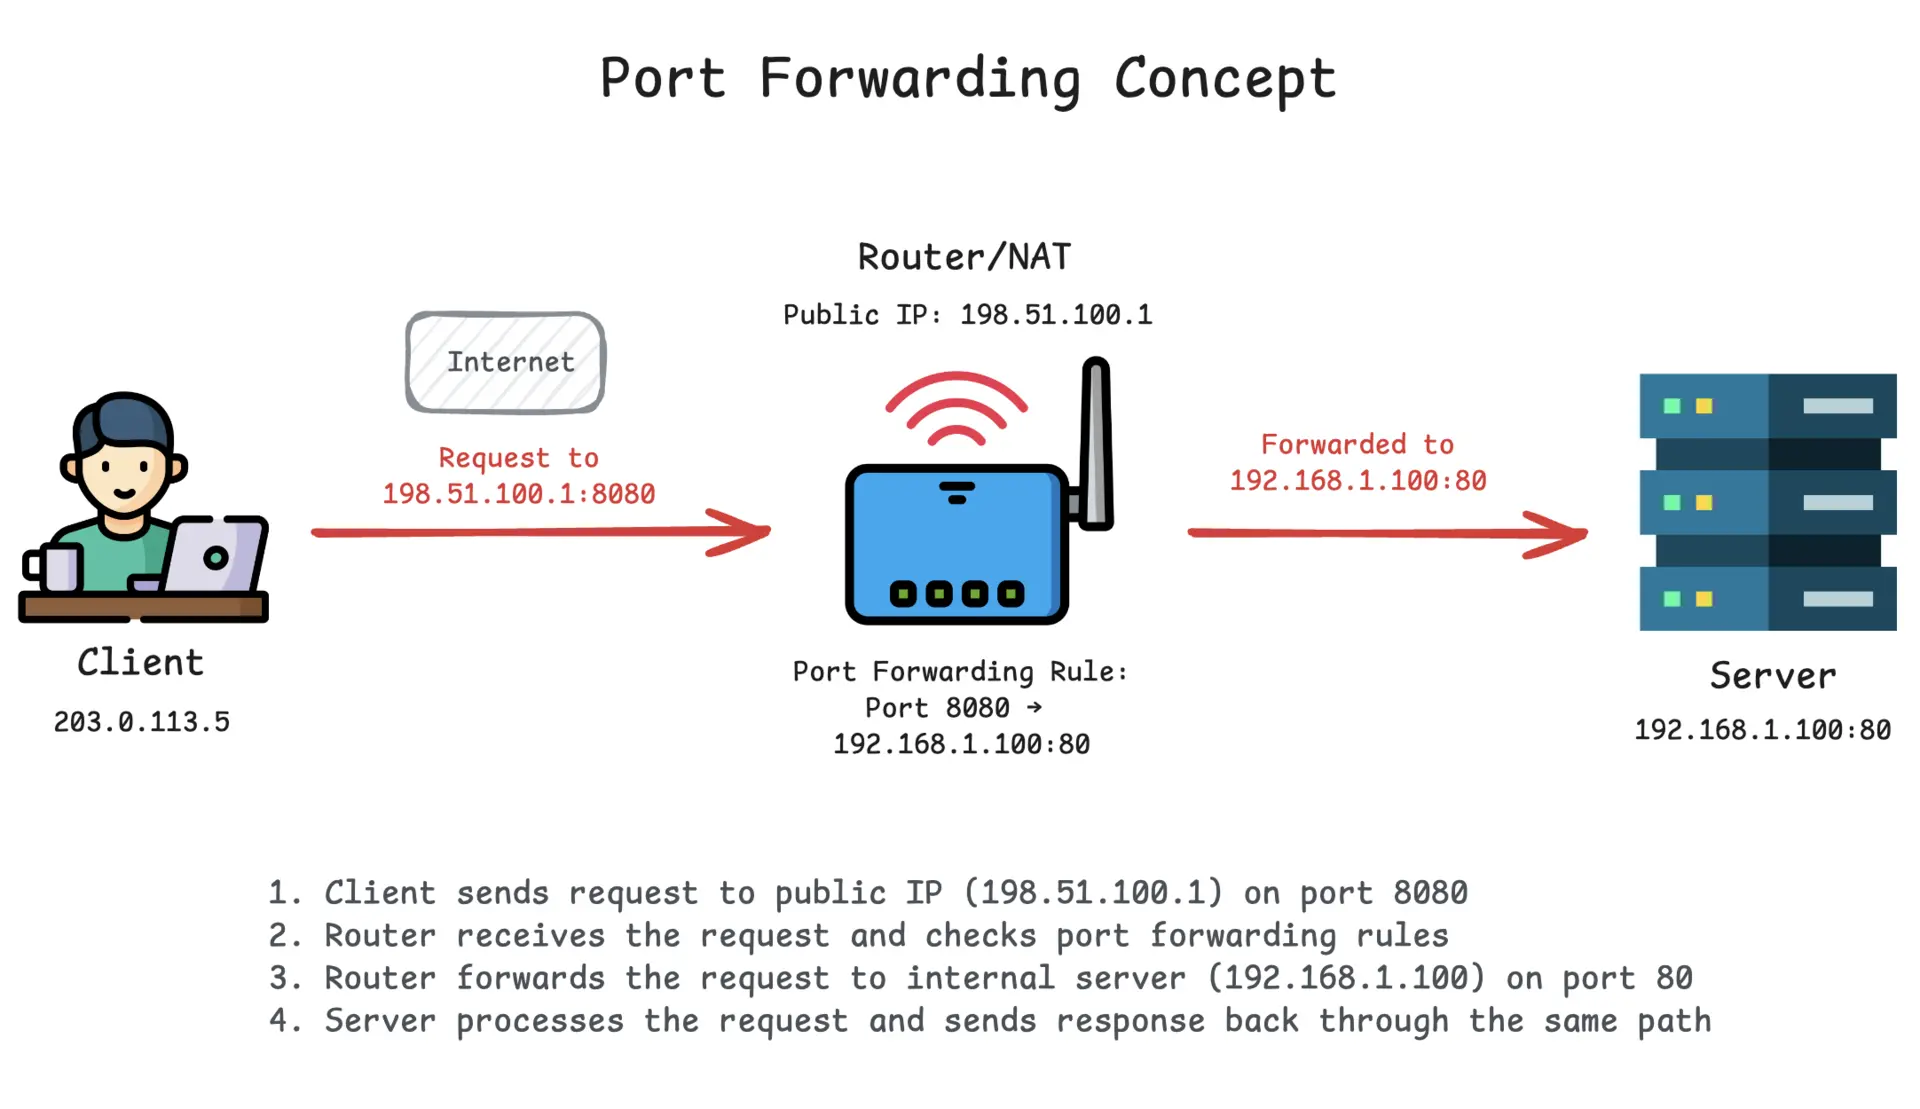 Port Forwarding Concept
Router/NAT
Public IP: 198.51.100.1
Internet
Request to
198.51.100.1:8080
Forwarded to
192.168.1.100:80
Client
203.0.113.5
Port Forwarding Rule:
Port 8080 →
192.168.1.100:80
Server
192.168.1.100:80
1. Client sends request to public IP (198.51.100.1) on port 8080
2. Router receives the request and checks port forwarding rules
3. Router forwards the request to internal server (192.168.1.100) on port 80
4. Server processes the request and sends response back through the same path